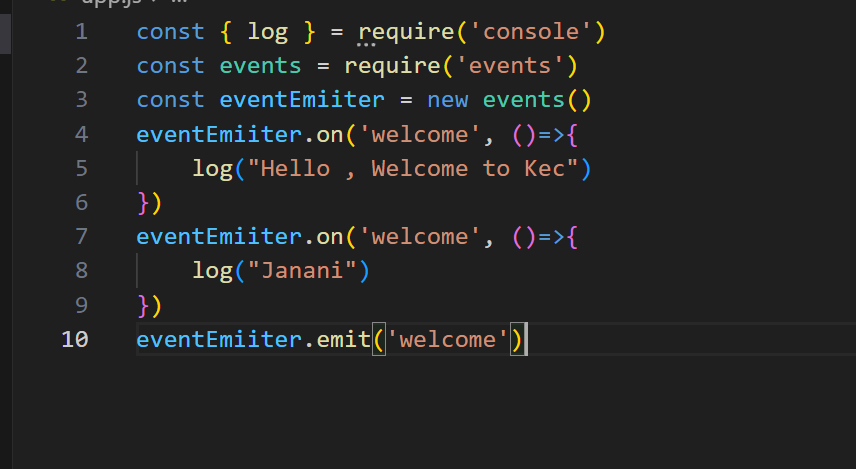 app.js > ...
1 const { log } = require('console')
2 const events = require('events')
3 const eventEmiiter = new events()
4 eventEmiiter.on('welcome', ()=>{
5 log("Hello , Welcome to Kec")
6 })
7 eventEmiiter.on('welcome', ()=>{
8 log("Janani")
9 })
10 eventEmiiter.emit('welcome')